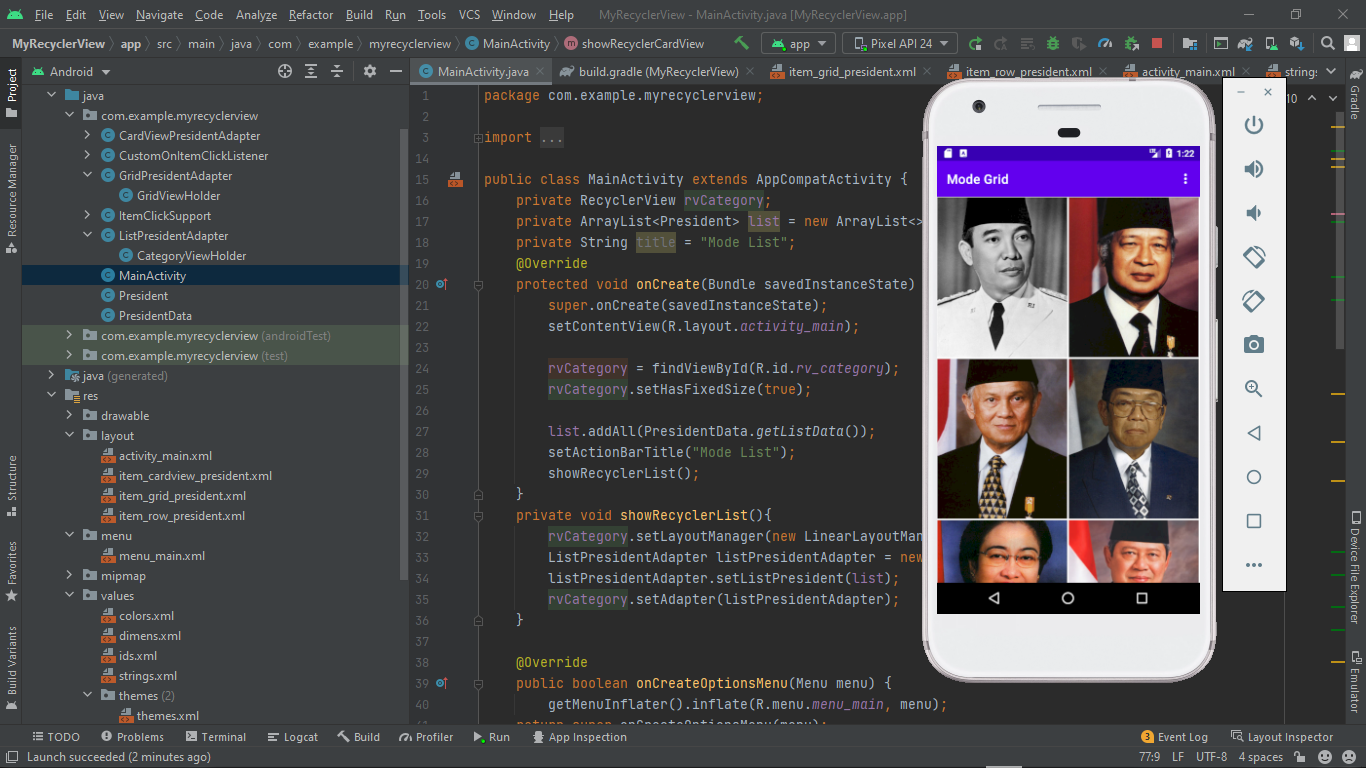 File Edit View Navigate Code Analyze Refactor Build Run Tools VCS Window Help MyRecyclerView - MainActivity.java [MyRecyclerView.app]
MyRecyclerView app src main java com example myrecyclerview MainActivity showRecyclerCardView app Pixel API 24
Android
MainActivity.java build.gradle (MyRecyclerView) item_grid_president.xml item_row_president.xml activity_main.xml strings
Project
Resource Manager
Structure
Favorites
Build Variants
java
com.example.myrecyclerview
CardViewPresidentAdapter
CustomOnItemClickListener
GridPresidentAdapter
GridViewHolder
ItemClickSupport
ListPresidentAdapter
CategoryViewHolder
MainActivity
President
PresidentData
com.example.myrecyclerview (androidTest)
com.example.myrecyclerview (test)
java (generated)
res
drawable
layout
activity_main.xml
item_cardview_president.xml
item_grid_president.xml
item_row_president.xml
menu
menu_main.xml
mipmap
values
colors.xml
dimens.xml
ids.xml
strings.xml
themes (2)
themes.xml
1 package com.example.myrecyclerview;
2
3 import ...
14
15 public class MainActivity extends AppCompatActivity {
16 private RecyclerView rvCategory;
17 private ArrayList<President> list = new ArrayList<>
18 private String title = "Mode List";
19 @Override
20 protected void onCreate(Bundle savedInstanceState)
21 super.onCreate(savedInstanceState);
22 setContentView(R.layout.activity_main);
23
24 rvCategory = findViewById(R.id.rv_category);
25 rvCategory.setHasFixedSize(true);
26
27 list.addAll(PresidentData.getListData());
28 setActionBarTitle("Mode List");
29 showRecyclerList();
30 }
31 private void showRecyclerList(){
32 rvCategory.setLayoutManager(new LinearLayoutMan
33 ListPresidentAdapter listPresidentAdapter = new
34 listPresidentAdapter.setListPresident(list);
35 rvCategory.setAdapter(listPresidentAdapter);
36 }
37
38 @Override
39 public boolean onCreateOptionsMenu(Menu menu) {
40 getMenuInflater().inflate(R.menu.menu_main, menu);
return super.onCreateOptionsMenu(menu);
1:22
Mode Grid
10
Gradle
Device File Explorer
Emulator
TODO Problems Terminal Logcat Build Profiler Run App Inspection 3 Event Log Layout Inspector
Launch succeeded (2 minutes ago) 77:9 LF UTF-8 4 spaces